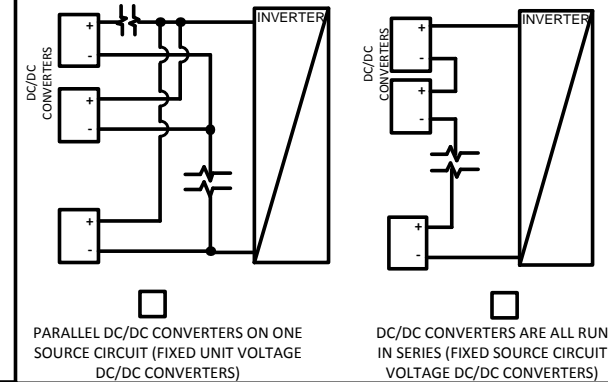 INVERTER
DC/DC
CONVERTERS
+
-
+
-
+
-
PARALLEL DC/DC CONVERTERS ON ONE
SOURCE CIRCUIT (FIXED UNIT VOLTAGE
DC/DC CONVERTERS)
INVERTER
DC/DC
CONVERTERS
+
-
+
-
+
-
DC/DC CONVERTERS ARE ALL RUN
IN SERIES (FIXED SOURCE CIRCUIT
VOLTAGE DC/DC CONVERTERS)